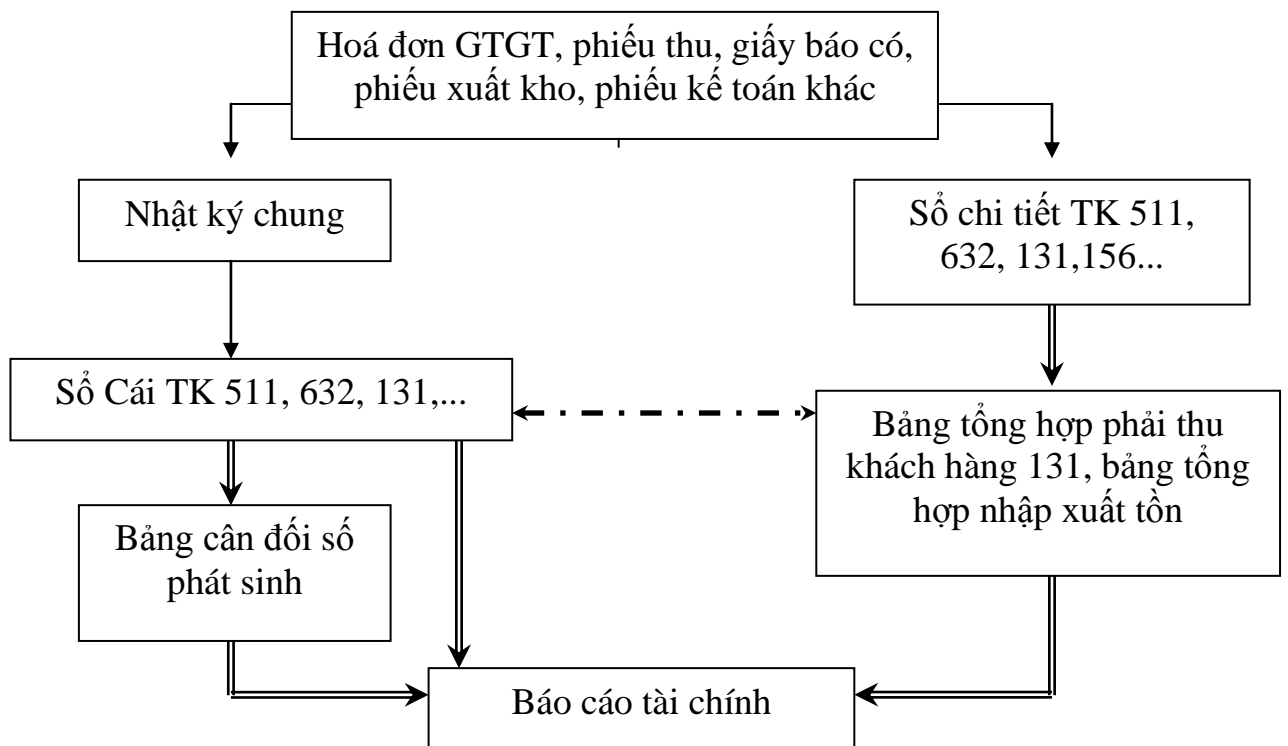 Hoá đơn GTGT, phiếu thu, giấy báo có,
phiếu xuất kho, phiếu kế toán khác
Nhật ký chung
Sổ chi tiết TK 511,
632, 131,156...
Sổ Cái TK 511, 632, 131,...
Bảng tổng hợp phải thu
khách hàng 131, bảng tổng
hợp nhập xuất tồn
Bảng cân đối số
phát sinh
Báo cáo tài chính